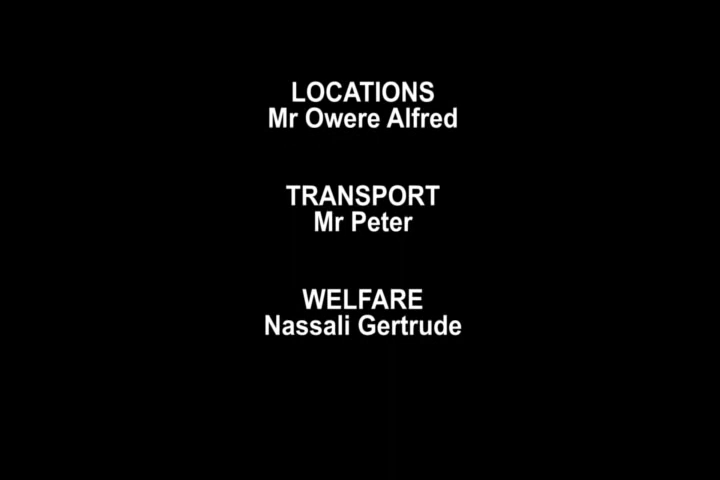 LOCATIONS
Mr Owere Alfred
TRANSPORT
Mr Peter
WELFARE
Nassali Gertrude